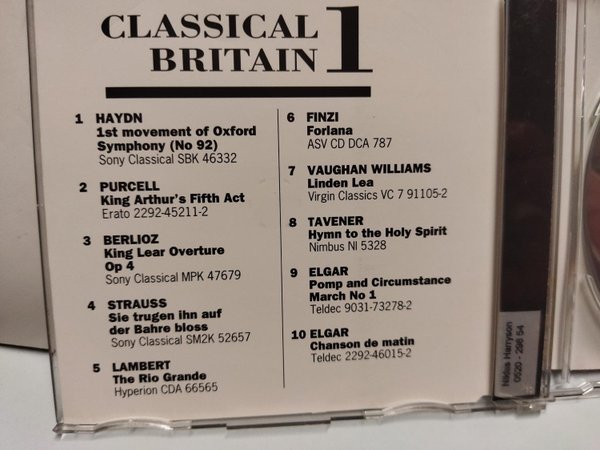 CLASSICAL
BRITAIN 1
1 HAYDN
1st movement of Oxford
Symphony (No 92)
Sony Classical SBK 46332
2 PURCELL
King Arthur's Fifth Act
Erato 2292-45211-2
3 BERLIOZ
King Lear Overture
Op 4
Sony Classical MPK 47679
4 STRAUSS
Sie trugen ihn auf
der Bahre bloss
Sony Classical SM2K 52657
5 LAMBERT
The Rio Grande
Hyperion CDA 66565
6 FINZI
Forlana
ASV CD DCA 787
7 VAUGHAN WILLIAMS
Linden Lea
Virgin Classics VC 7 91105-2
8 TAVENER
Hymn to the Holy Spirit
Nimbus NI 5328
9 ELGAR
Pomp and Circumstance
March No 1
Teldec 9031-73278-2
10 ELGAR
Chanson de matin
Teldec 2292-46015-2
Niklas Harryson
0520 - 296 54